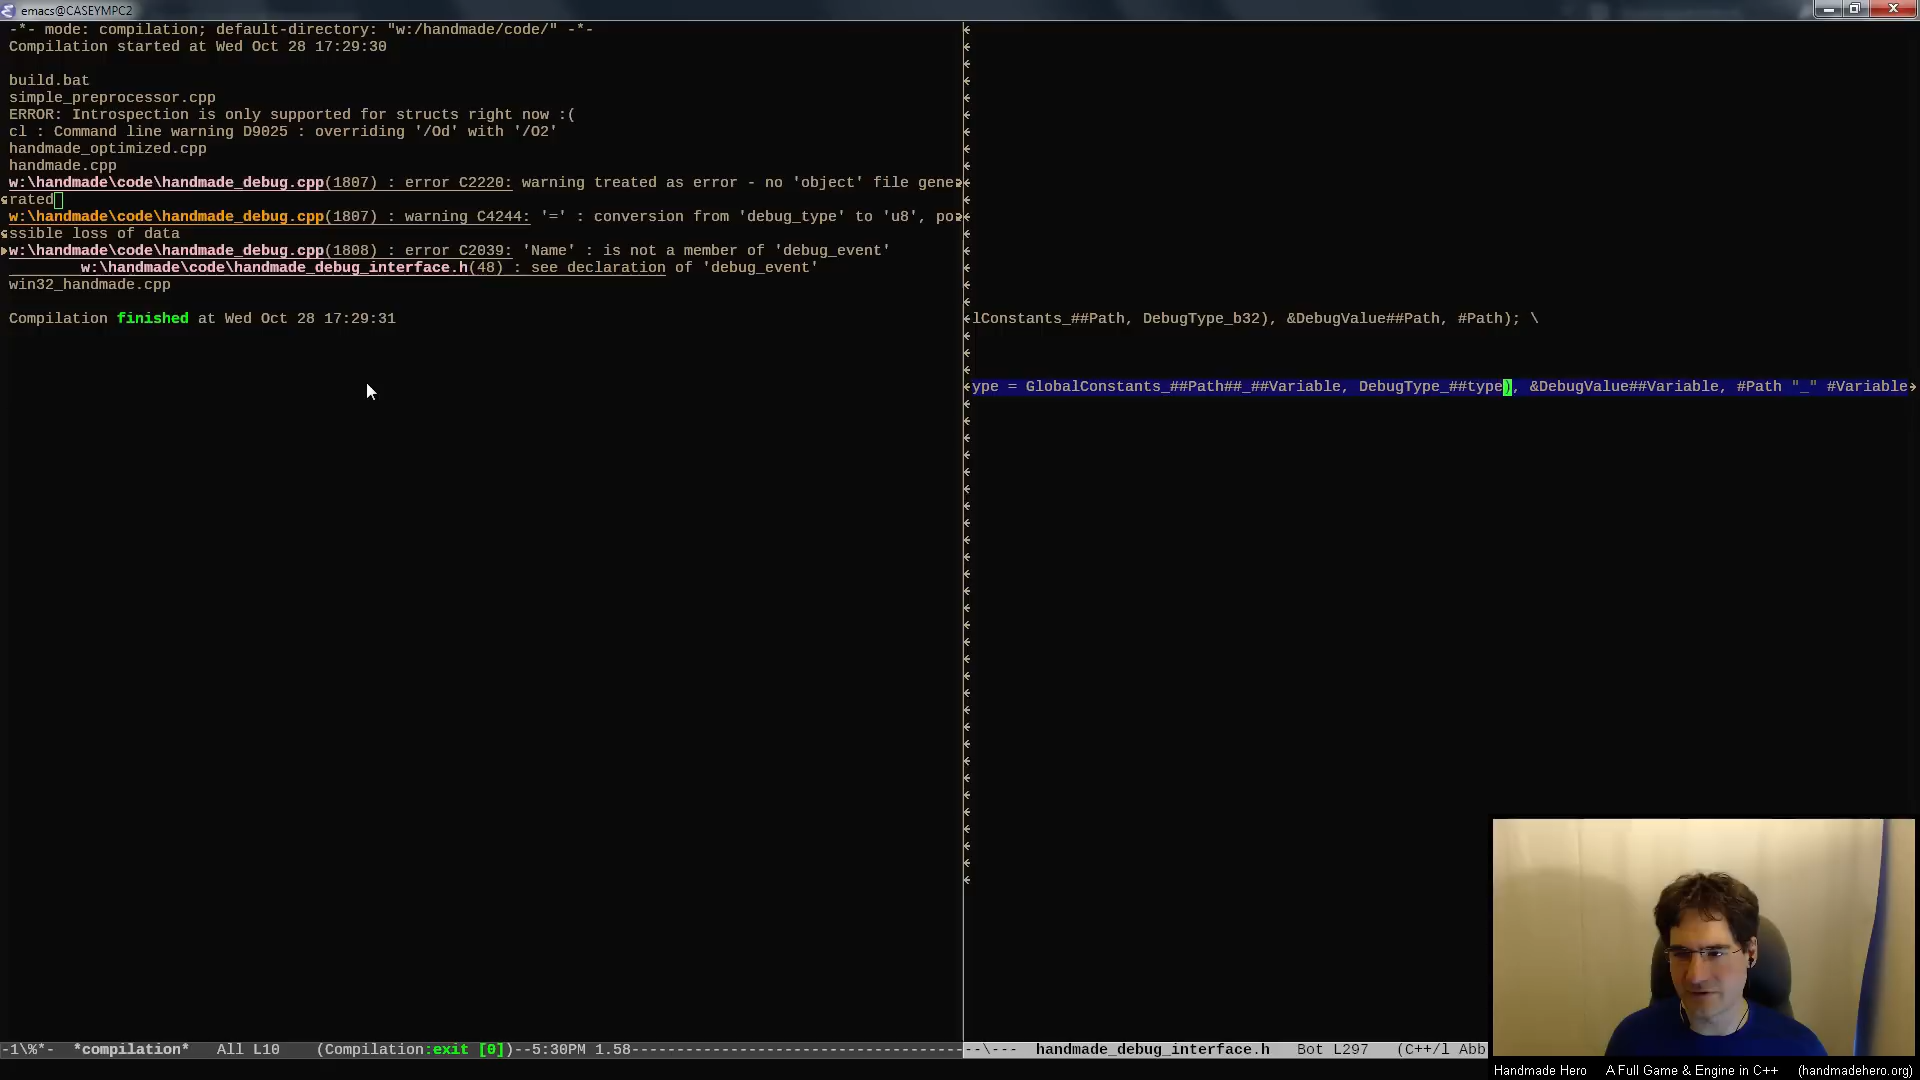 emacs@CASEYMPC2
-*- mode: compilation; default-directory: "w:/handmade/code/" -*-
Compilation started at Wed Oct 28 17:29:30
build.bat
simple_preprocessor.cpp
ERROR: Introspection is only supported for structs right now :(
cl : Command line warning D9025 : overriding '/Od' with '/O2'
handmade_optimized.cpp
handmade.cpp
w:\handmade\code\handmade_debug.cpp(1807) : error C2220: warning treated as error - no 'object' file gene
rated
w:\handmade\code\handmade_debug.cpp(1807) : warning C4244: '=' : conversion from 'debug_type' to 'u8', po
ssible loss of data
w:\handmade\code\handmade_debug.cpp(1808) : error C2039: 'Name' : is not a member of 'debug_event'
w:\handmade\code\handmade_debug_interface.h(48) : see declaration of 'debug_event'
win32_handmade.cpp
Compilation finished at Wed Oct 28 17:29:31
-1\%*-  *compilation*   All L10    (Compilation:exit [0])--5:30PM 1.58-------------------------------------
lConstants_##Path, DebugType_b32), &DebugValue##Path, #Path); \
ype = GlobalConstants_##Path##_##Variable, DebugType_##type), &DebugValue##Variable, #Path "_" #Variable
--\---  handmade_debug_interface.h   Bot L297   (C++/l Abb
Handmade Hero   A Full Game & Engine in C++   (handmadehero.org)